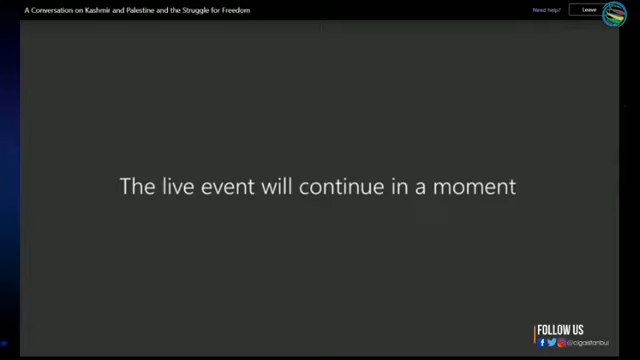 A Conversation on Kashmir and Palestine and the Struggle for Freedom
Need help?
Leave
The live event will continue in a moment
FOLLOW US
@cigaistanbul